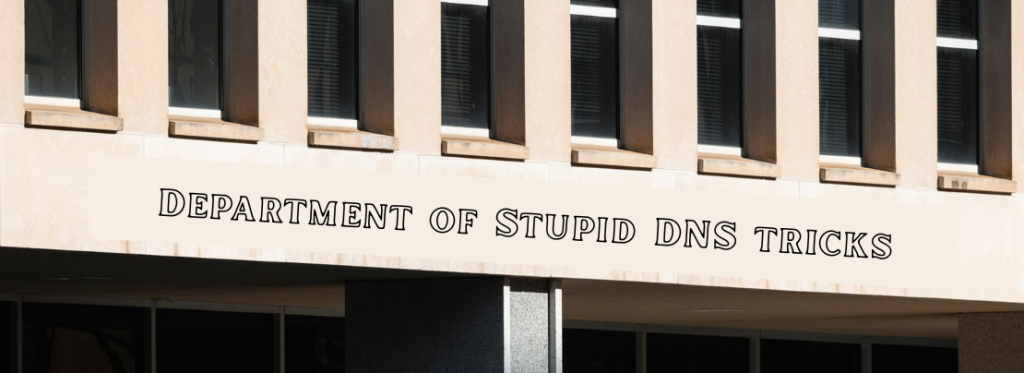 Department of Stupid DNS tricks